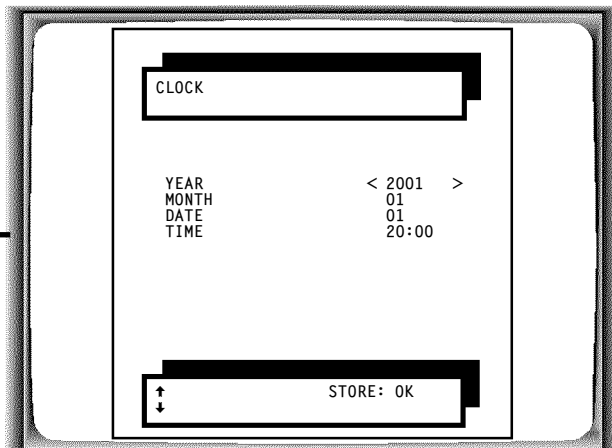 CLOCK
YEAR < 2001 >
MONTH 01
DATE 01
TIME 20:00
↑ STORE: OK
↓